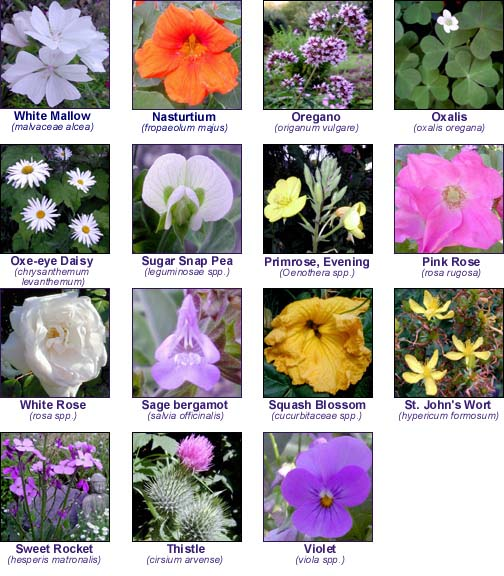 White Mallow
(malvaceae alcea)
Nasturtium
(fropaeolum majus)
Oregano
(origanum vulgare)
Oxalis
(oxalis oregana)
Oxe-eye Daisy
(chrysanthemum
levanthemum)
Sugar Snap Pea
(leguminosae spp.)
Primrose, Evening
(Oenothera spp.)
Pink Rose
(rosa rugosa)
White Rose
(rosa spp.)
Sage bergamot
(salvia officinalis)
Squash Blossom
(cucurbitaceae spp.)
St. John's Wort
(hypericum formosum)
Sweet Rocket
(hesperis matronalis)
Thistle
(cirsium arvense)
Violet
(viola spp.)